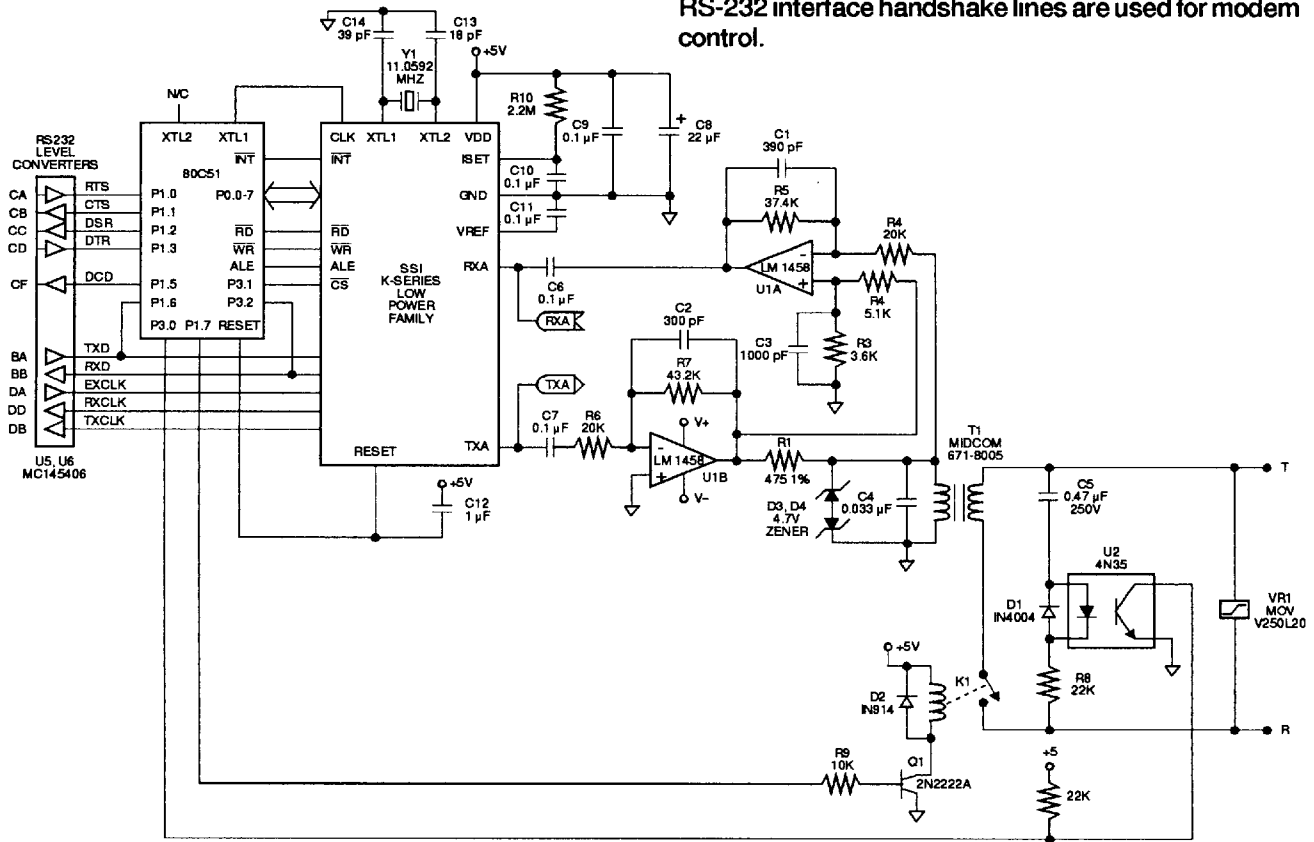 RS-232 interface handshake lines are used for modem
control.
C14
39 pF
C13
18 pF
Y1
11.0592
MHZ
+5V
N/C
R10
2.2M
C9
0.1 µF
+
C8
22 µF
RS232
LEVEL
CONVERTERS
XTL2
XTL1
INT
80C51
P0.0-7
RD
WR
ALE
P3.1
P3.2
P1.0
P1.1
P1.2
P1.3
P1.5
P1.6
P3.0
P1.7
RESET
CA
RTS
CB
CTS
CC
DSR
CD
DTR
CF
DCD
BA
TXD
BB
RXD
DA
EXCLK
DD
RXCLK
DB
TXCLK
U5, U6
MC145406
CLK
XTL1
XTL2
VDD
INT
ISET
GND
VREF
RD
WR
ALE
CS
RXA
SSI
K-SERIES
LOW
POWER
FAMILY
TXA
RESET
C10
0.1 µF
C11
0.1 µF
C6
0.1 µF
RXA
TXA
C1
390 pF
R5
37.4K
R4
20K
-
LM 1458
+
U1A
R4
5.1K
C3
1000 pF
R3
3.6K
C2
300 pF
R7
43.2K
C7
0.1 µF
R6
20K
V+
-
LM 1458
+
U1B
V–
R1
475 1%
D3, D4
4.7V
ZENER
C4
0.033 µF
T1
MIDCOM
671-8005
T
C5
0.47 µF
250V
U2
4N35
D1
IN4004
VR1
MOV
V250L20
R8
22K
R
+5V
C12
1 µF
+5V
D2
IN914
K1
R9
10K
Q1
2N2222A
+5
22K